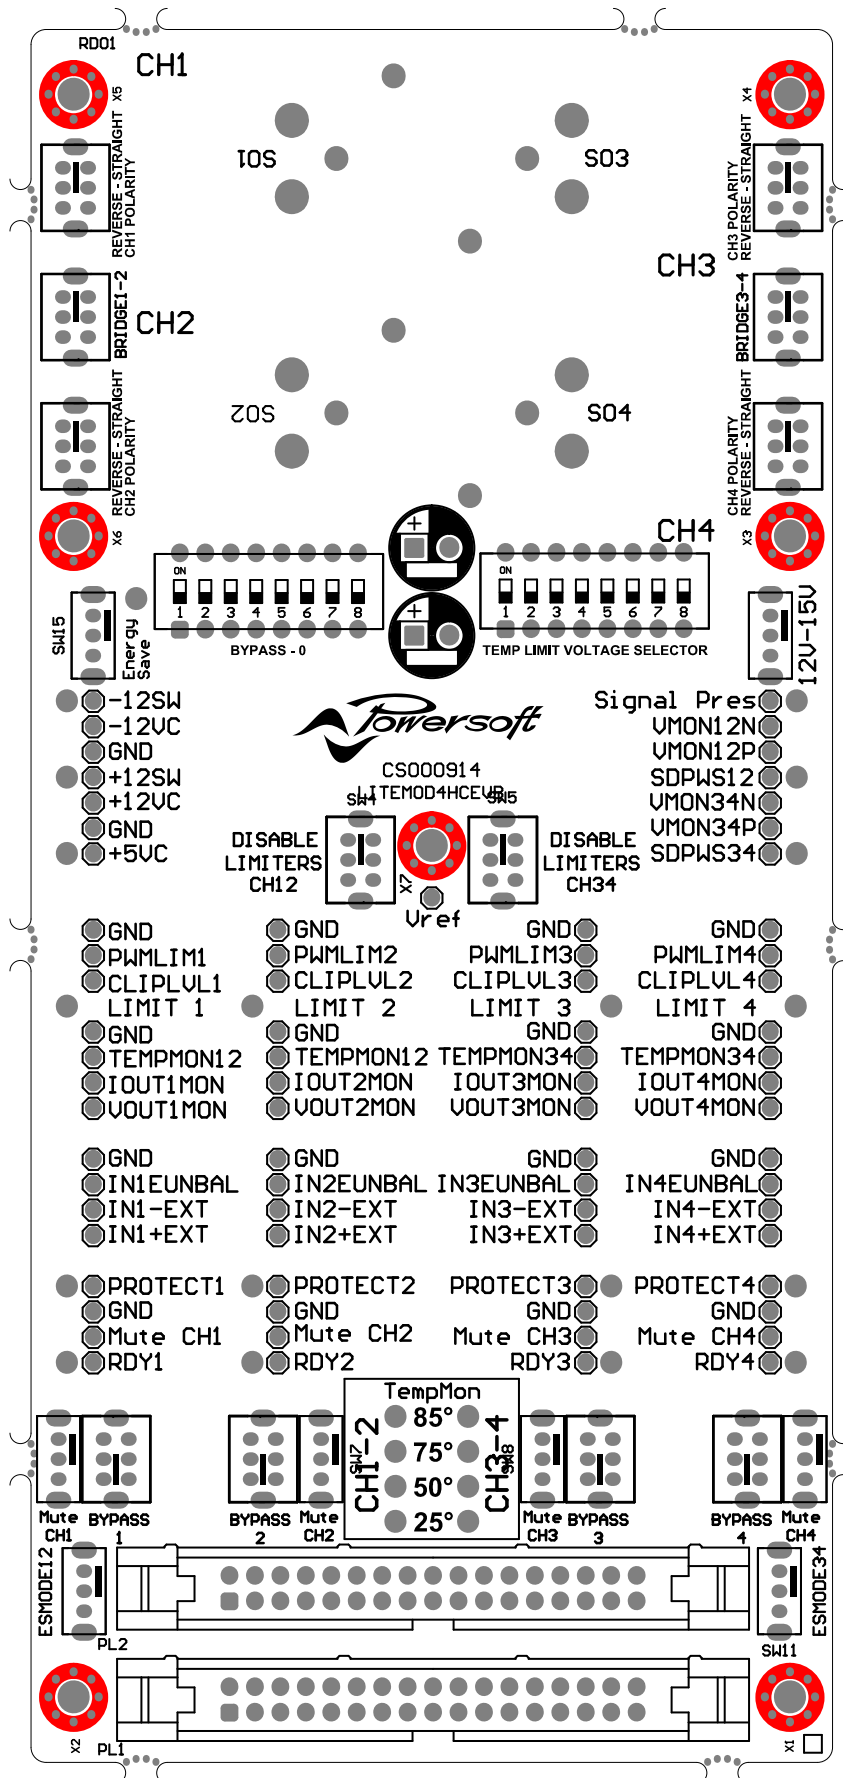 RD01
CH1
X5
X4
REVERSE - STRAIGHT
CH1 POLARITY
SO1
SO3
CH3 POLARITY
REVERSE - STRAIGHT
CH3
BRIDGE1-2
CH2
BRIDGE3-4
REVERSE - STRAIGHT
CH2 POLARITY
SO2
SO4
CH4 POLARITY
REVERSE - STRAIGHT
X6
CH4
X3
+
ON
1 2 3 4 5 6 7 8
BYPASS - 0
ON
1 2 3 4 5 6 7 8
TEMP LIMIT VOLTAGE SELECTOR
+
SW15
Energy
Save
12V-15V
-12SW
-12VC
GND
+12SW
+12VC
GND
+5VC
Powersoft
CS000914
LITEMOD4HCEVB
Signal Pres
VMON12N
VMON12P
SDPWS12
VMON34N
VMON34P
SDPWS34
SW4
SW5
DISABLE
LIMITERS
CH12
X7
DISABLE
LIMITERS
CH34
Vref
GND
PWMLIM1
CLIPLVL1
LIMIT 1
GND
TEMPMON12
IOUT1MON
VOUT1MON
GND
PWMLIM2
CLIPLVL2
LIMIT 2
GND
TEMPMON12
IOUT2MON
VOUT2MON
GND
PWMLIM3
CLIPLVL3
LIMIT 3
GND
TEMPMON34
IOUT3MON
VOUT3MON
GND
PWMLIM4
CLIPLVL4
LIMIT 4
GND
TEMPMON34
IOUT4MON
VOUT4MON
GND
IN1EUNBAL
IN1-EXT
IN1+EXT
GND
IN2EUNBAL
IN2-EXT
IN2+EXT
GND
IN3EUNBAL
IN3-EXT
IN3+EXT
GND
IN4EUNBAL
IN4-EXT
IN4+EXT
PROTECT1
GND
Mute CH1
RDY1
PROTECT2
GND
Mute CH2
RDY2
PROTECT3
GND
Mute CH3
RDY3
PROTECT4
GND
Mute CH4
RDY4
TempMon
85°
75°
50°
25°
CH1-2
CH3-4
SW7
SW8
Mute
CH1
BYPASS
1
BYPASS
2
Mute
CH2
Mute
CH3
BYPASS
3
BYPASS
4
Mute
CH4
ESMODE12
ESMODE34
PL2
SW11
X2
PL1
X1